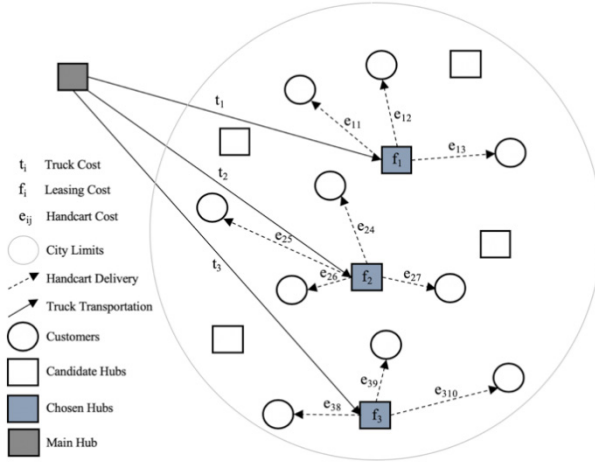 t₁
e₁₁
e₁₂
e₁₃
f₁
t₂
e₂₄
e₂₅
t₃
e₂₆
f₂
e₂₇
e₃₉
e₃₁₀
e₃₈
f₃
tᵢ Truck Cost
fᵢ Leasing Cost
eᵢⱼ Handcart Cost
City Limits
Handcart Delivery
Truck Transportation
Customers
Candidate Hubs
Chosen Hubs
Main Hub